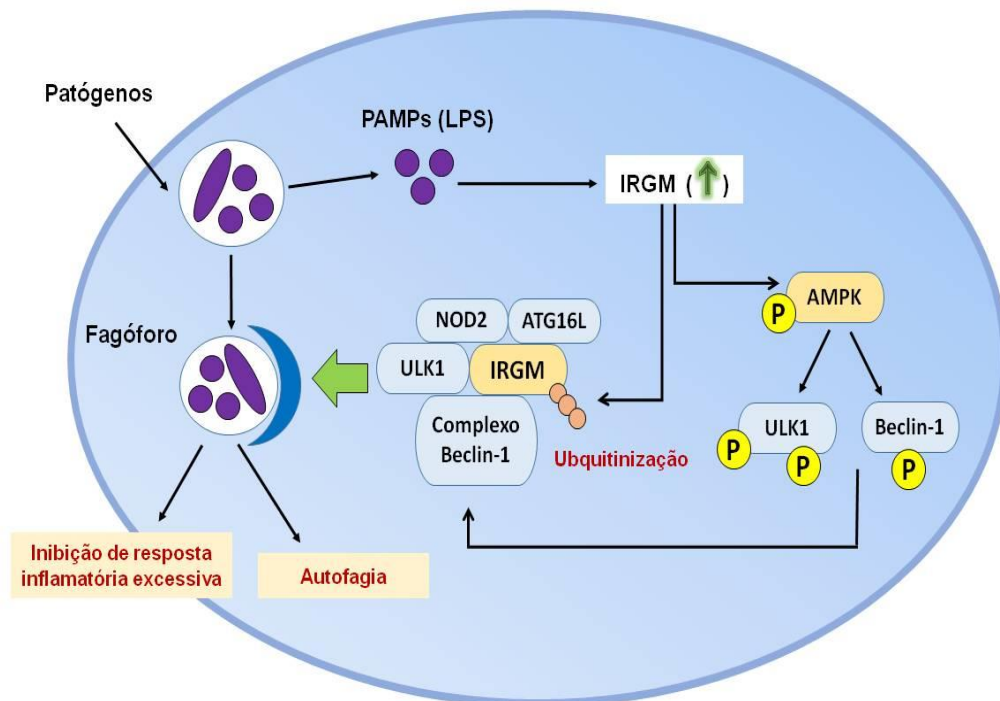 Patógenos
PAMPs (LPS)
IRGM (↑)
AMPK
P
Fagóforo
NOD2
ATG16L
ULK1
IRGM
Complexo
Beclin-1
Ubquitinização
ULK1
P
P
Beclin-1
P
Inibição de resposta
inflamatória excessiva
Autofagia